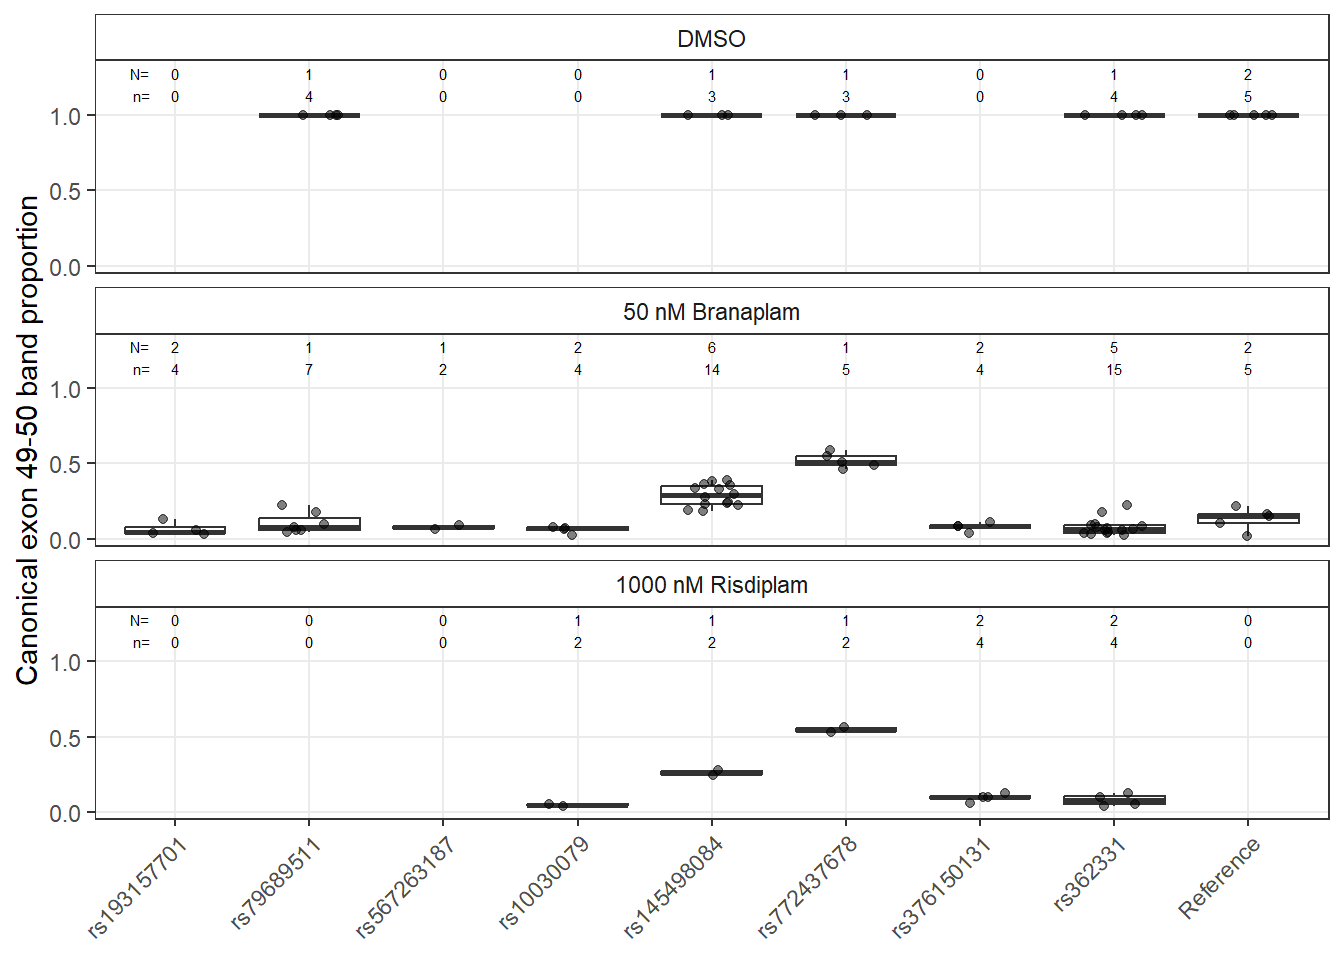 DMSO
N= 0 1 0 0 1 1 0 1 2
n= 0 4 0 0 3 3 0 4 5
1.0
0.5
0.0
50 nM Branaplam
N= 2 1 1 2 6 1 2 5 2
n= 4 7 2 4 14 5 4 15 5
1.0
0.5
0.0
1000 nM Risdiplam
N= 0 0 0 1 1 1 2 2 0
n= 0 0 0 2 2 2 4 4 0
1.0
0.5
0.0
Canonical exon 49-50 band proportion
rs193157701
rs79689511
rs567263187
rs10030079
rs145498084
rs772437678
rs376150131
rs362331
Reference